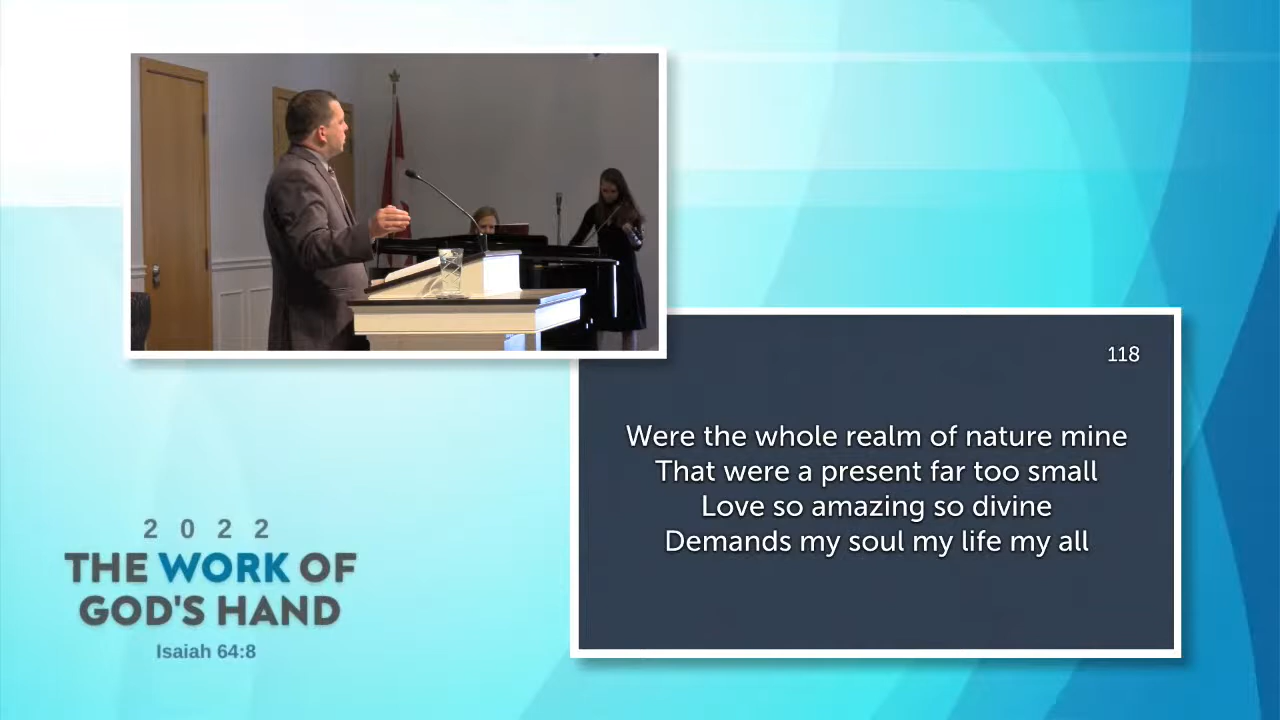 118
Were the whole realm of nature mine
That were a present far too small
Love so amazing so divine
Demands my soul my life my all
2022
THE WORK OF
GOD'S HAND
Isaiah 64:8